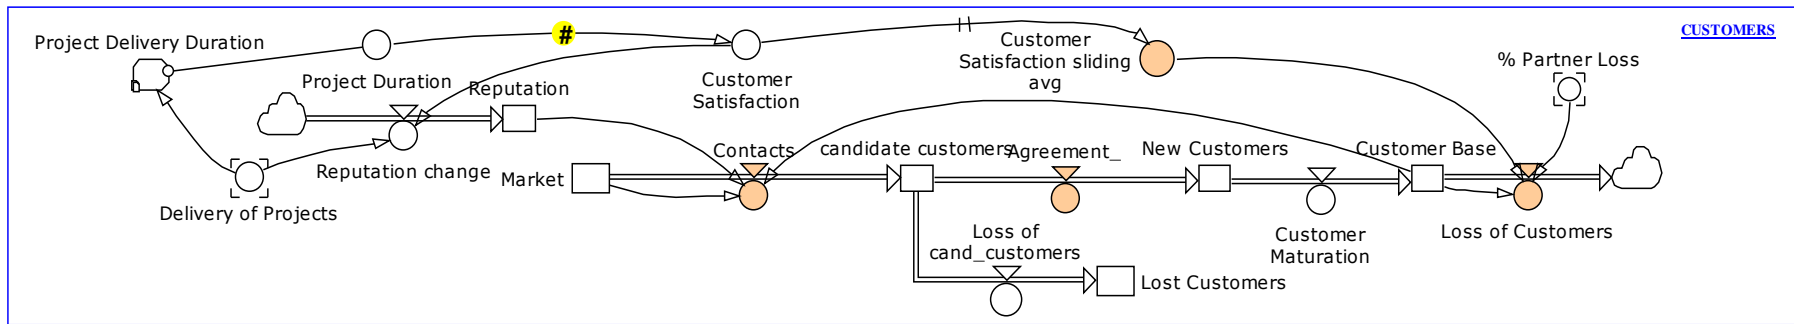 CUSTOMERS
Project Delivery Duration
#
Customer
Satisfaction sliding
avg
% Partner Loss
Project Duration
Reputation
Customer
Satisfaction
Contacts
candidate customers
Agreement_
New Customers
Customer Base
Reputation change
Market
Delivery of Projects
Loss of
cand_customers
Customer
Maturation
Loss of Customers
Lost Customers